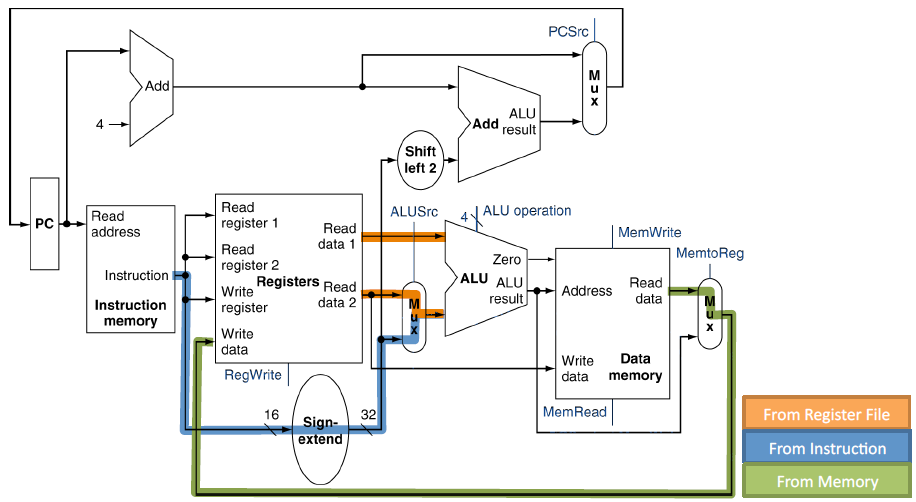 PCSrc
Add
4
M
u
x
Add
ALU
result
Shift
left 2
PC
Read
address
Instruction
Instruction
memory
Read
register 1
Read
register 2
Write
register
Write
data
Registers
Read
data 1
Read
data 2
RegWrite
ALUSrc
M
u
x
4
ALU operation
Zero
ALU
ALU
result
MemWrite
Address
Read
data
Write
data
Data
memory
MemRead
MemtoReg
M
u
x
16
Sign-
extend
32
From Register File
From Instruction
From Memory